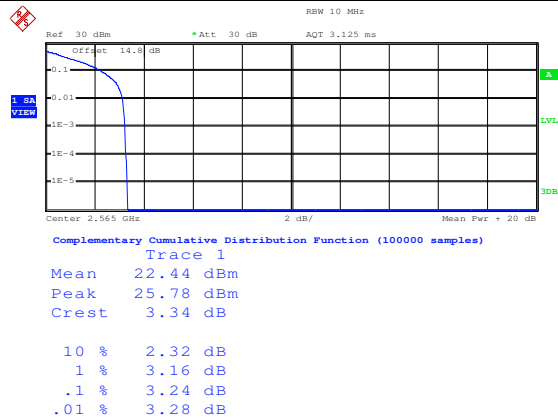 RBW 10 MHz
Ref 30 dBm *Att 30 dB AQT 3.125 ms
Offset 14.8 dB
0.1
A
0.01
1 SA
VIEW
1E-3
LVL
1E-4
1E-5
3DB
Center 2.565 GHz 2 dB/ Mean Pwr + 20 dB
Complementary Cumulative Distribution Function (100000 samples)
Trace 1
Mean 22.44 dBm
Peak 25.78 dBm
Crest 3.34 dB
10 % 2.32 dB
1 % 3.16 dB
.1 % 3.24 dB
.01 % 3.28 dB